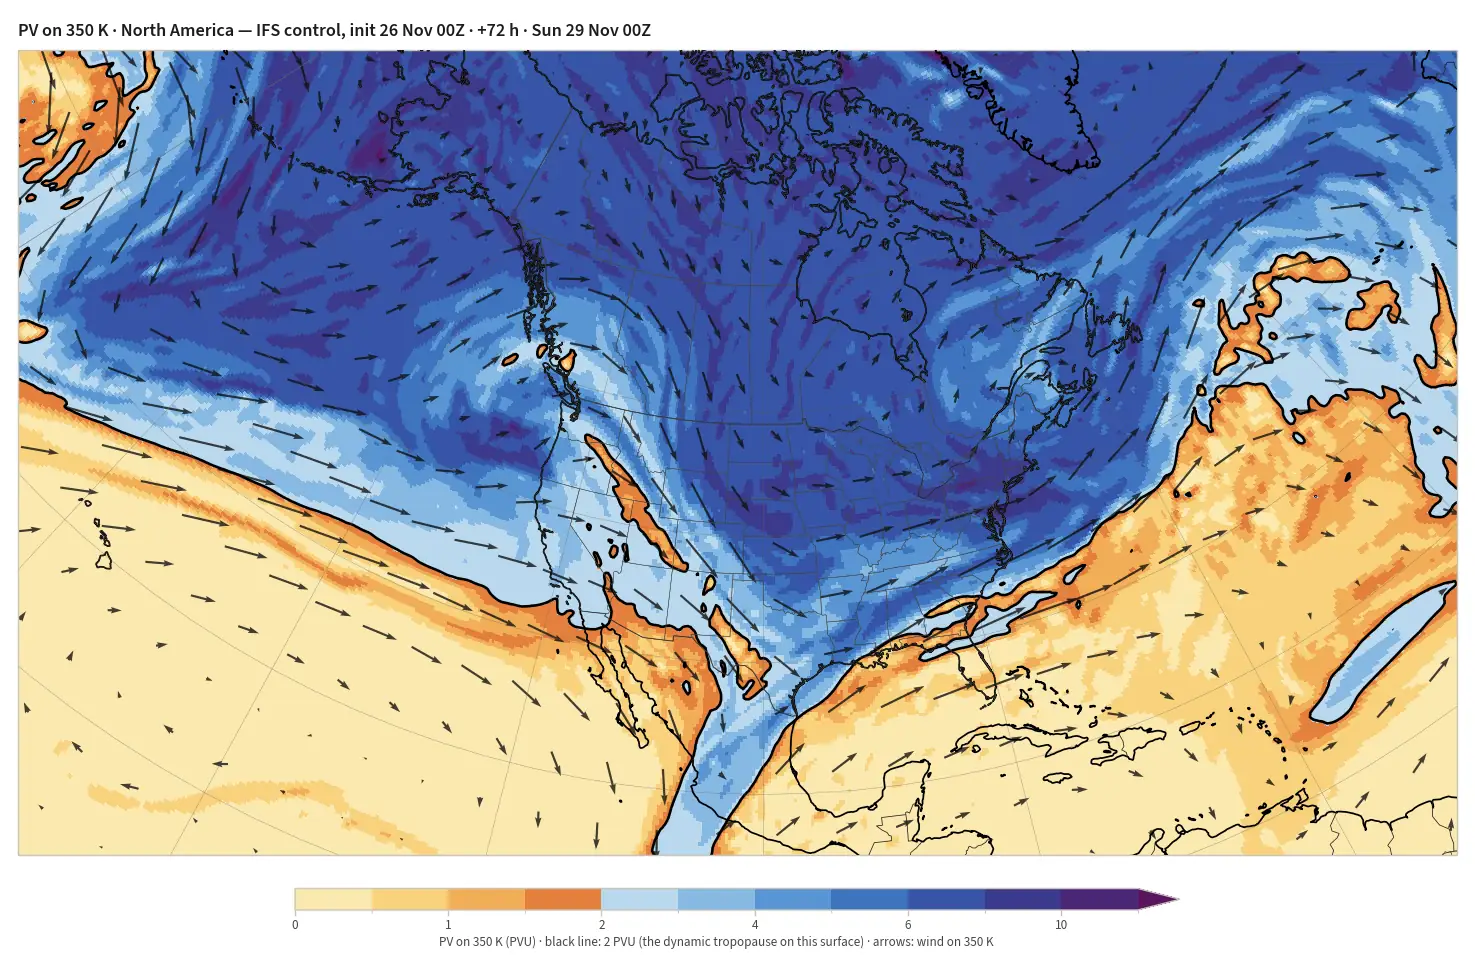 PV on 350 K · North America — IFS control, init 26 Nov 00Z · +72 h · Sun 29 Nov 00Z
0 1 2 4 6 8 10
PV on 350 K (PVU) · black line: 2 PVU (the dynamic tropopause on this surface) · arrows: wind on 350 K